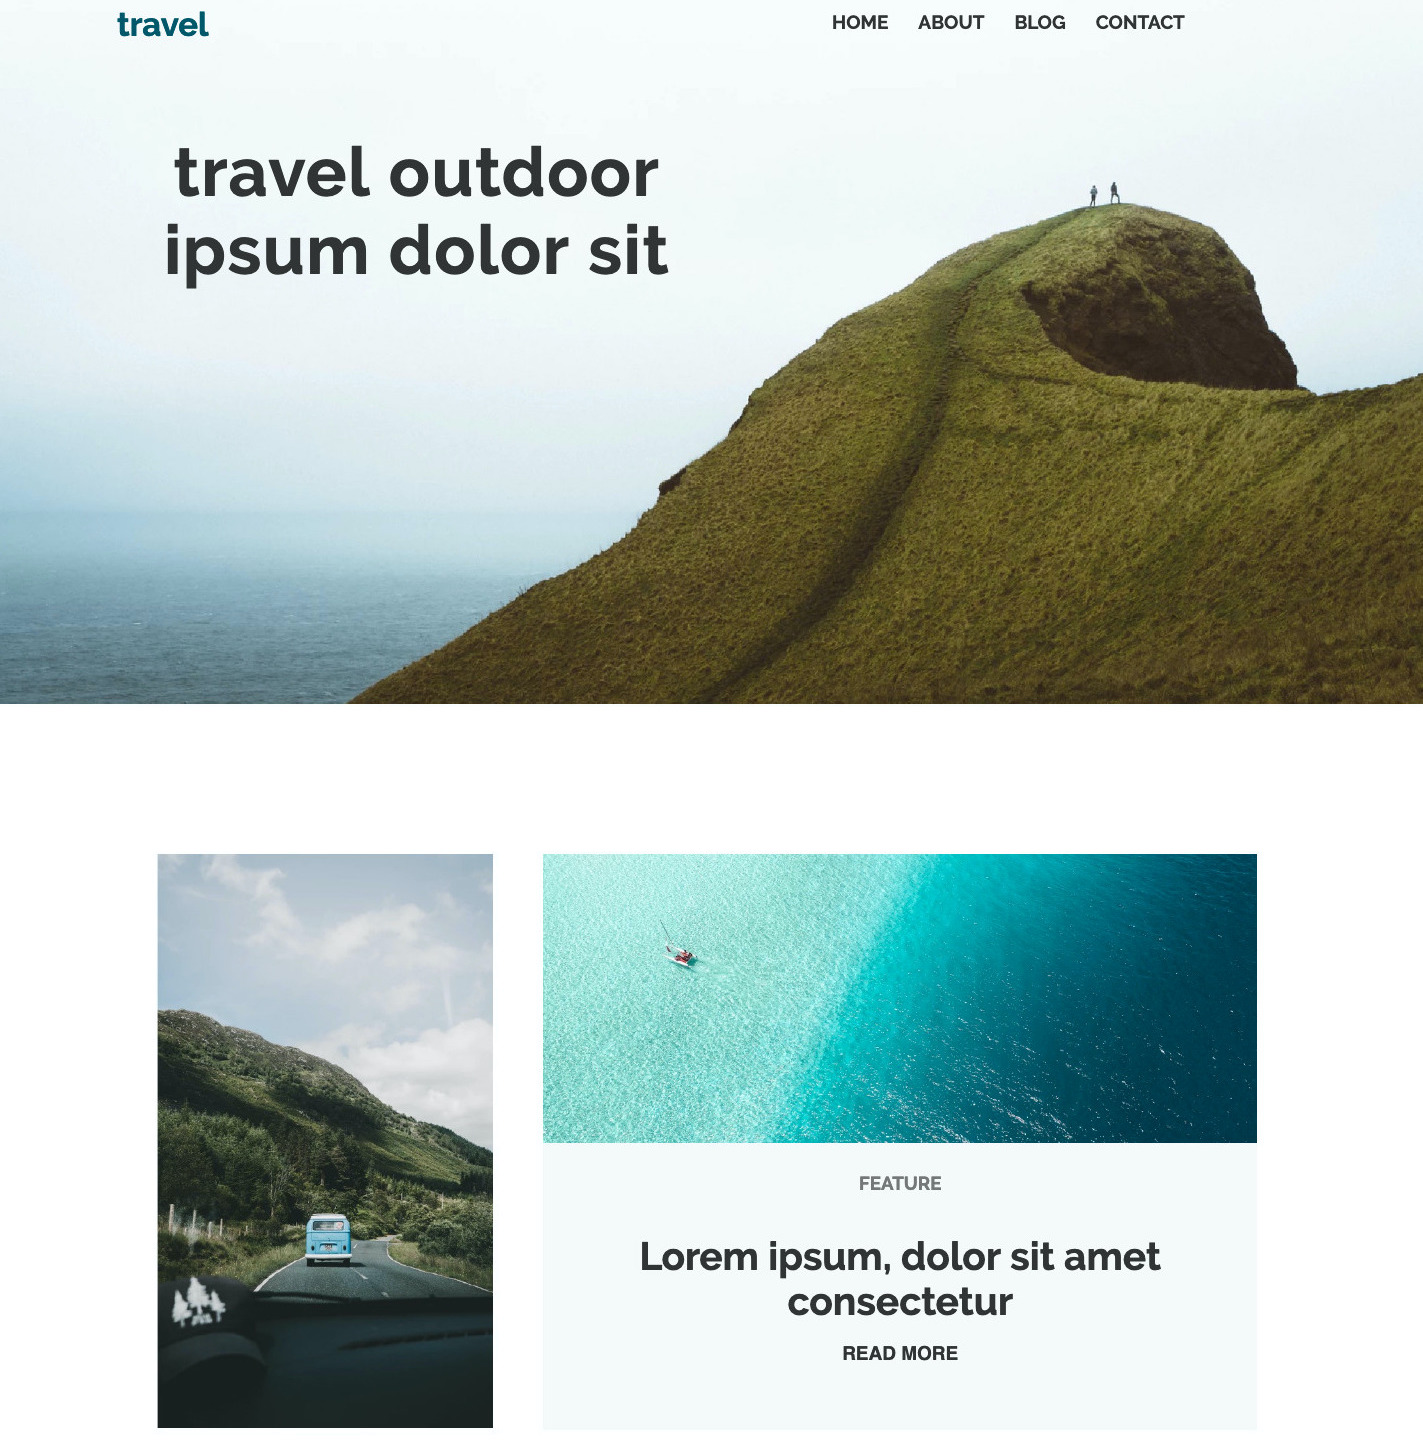 travel
HOME ABOUT BLOG CONTACT
travel outdoor
ipsum dolor sit
FEATURE
Lorem ipsum, dolor sit amet
consectetur
READ MORE